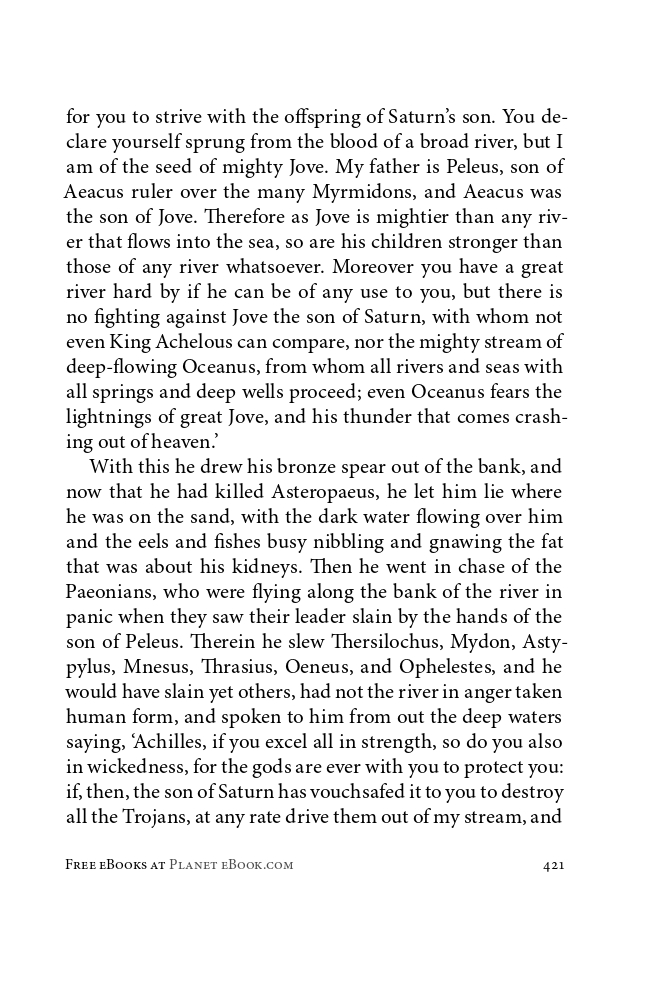 for you to strive with the offspring of Saturn’s son. You de-
clare yourself sprung from the blood of a broad river, but I
am of the seed of mighty Jove. My father is Peleus, son of
Aeacus ruler over the many Myrmidons, and Aeacus was
the son of Jove. Therefore as Jove is mightier than any riv-
er that flows into the sea, so are his children stronger than
those of any river whatsoever. Moreover you have a great
river hard by if he can be of any use to you, but there is
no fighting against Jove the son of Saturn, with whom not
even King Achelous can compare, nor the mighty stream of
deep-flowing Oceanus, from whom all rivers and seas with
all springs and deep wells proceed; even Oceanus fears the
lightnings of great Jove, and his thunder that comes crash-
ing out of heaven.’
With this he drew his bronze spear out of the bank, and
now that he had killed Asteropaeus, he let him lie where
he was on the sand, with the dark water flowing over him
and the eels and fishes busy nibbling and gnawing the fat
that was about his kidneys. Then he went in chase of the
Paeonians, who were flying along the bank of the river in
panic when they saw their leader slain by the hands of the
son of Peleus. Therein he slew Thersilochus, Mydon, Asty-
pylus, Mnesus, Thrasius, Oeneus, and Ophelestes, and he
would have slain yet others, had not the river in anger taken
human form, and spoken to him from out the deep waters
saying, ‘Achilles, if you excel all in strength, so do you also
in wickedness, for the gods are ever with you to protect you:
if, then, the son of Saturn has vouchsafed it to you to destroy
all the Trojans, at any rate drive them out of my stream, and
Free eBooks at Planet eBook.com 421